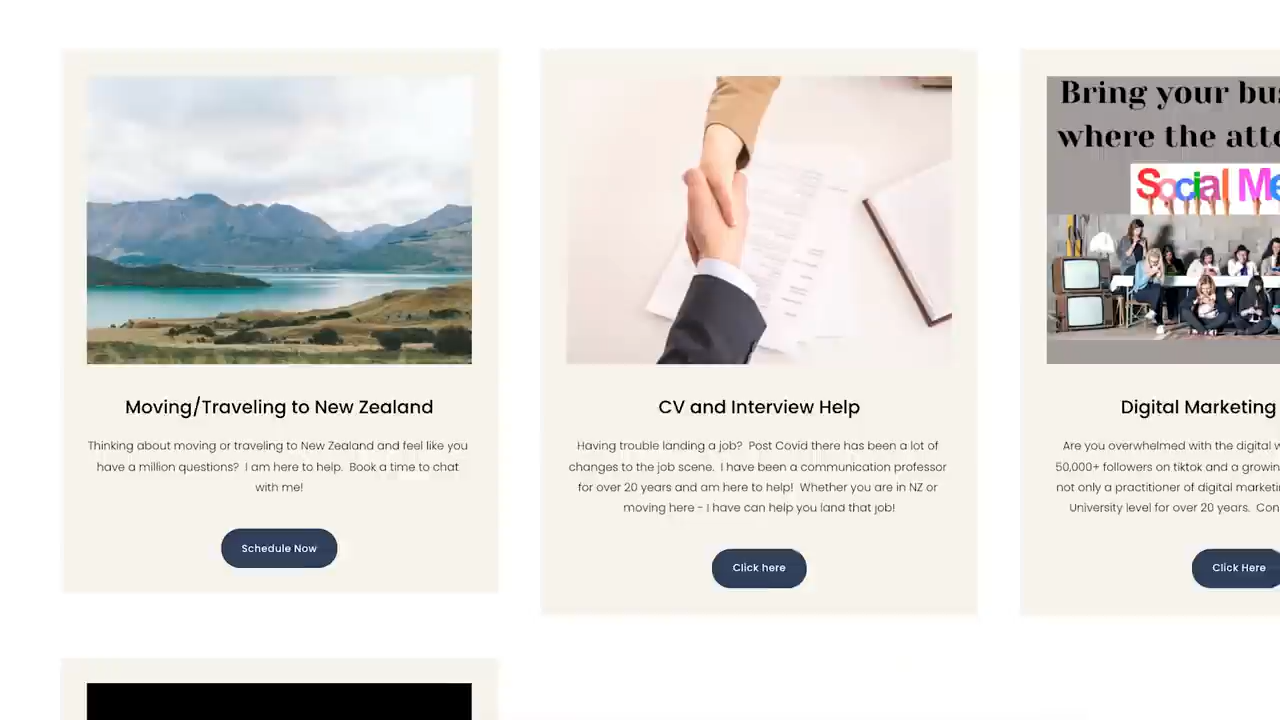 Moving/Traveling to New Zealand
Thinking about moving or traveling to New Zealand and feel like you
have a million questions? I am here to help. Book a time to chat
with me!
Schedule Now
CV and Interview Help
Having trouble landing a job? Post Covid there has been a lot of
changes to the job scene. I have been a communication professor
for over 20 years and am here to help! Whether you are in NZ or
moving here - I have can help you land that job!
Click here
Bring your bus
where the atte
Social Me
Digital Marketing
Are you overwhelmed with the digital w
50,000+ followers on tiktok and a growin
not only a practitioner of digital marketin
University level for over 20 years. Con
Click Here